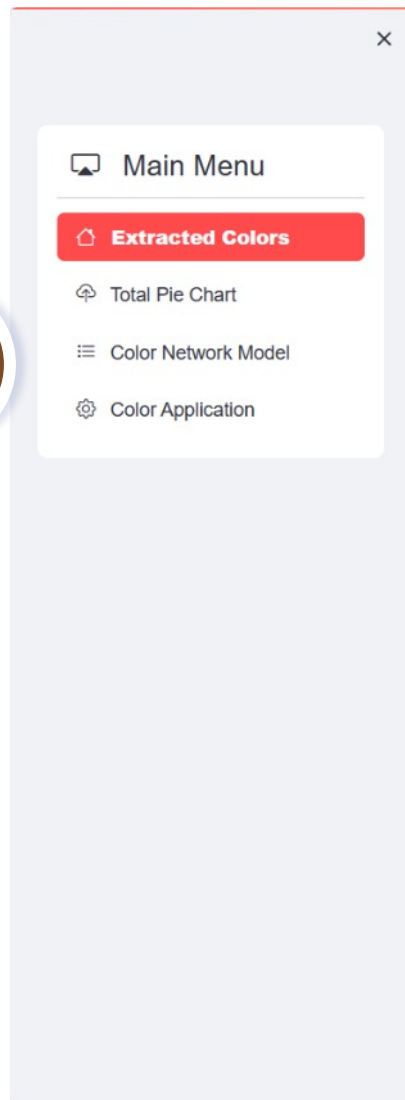 Main Menu
Extracted Colors
Total Pie Chart
Color Network Model
Color Application